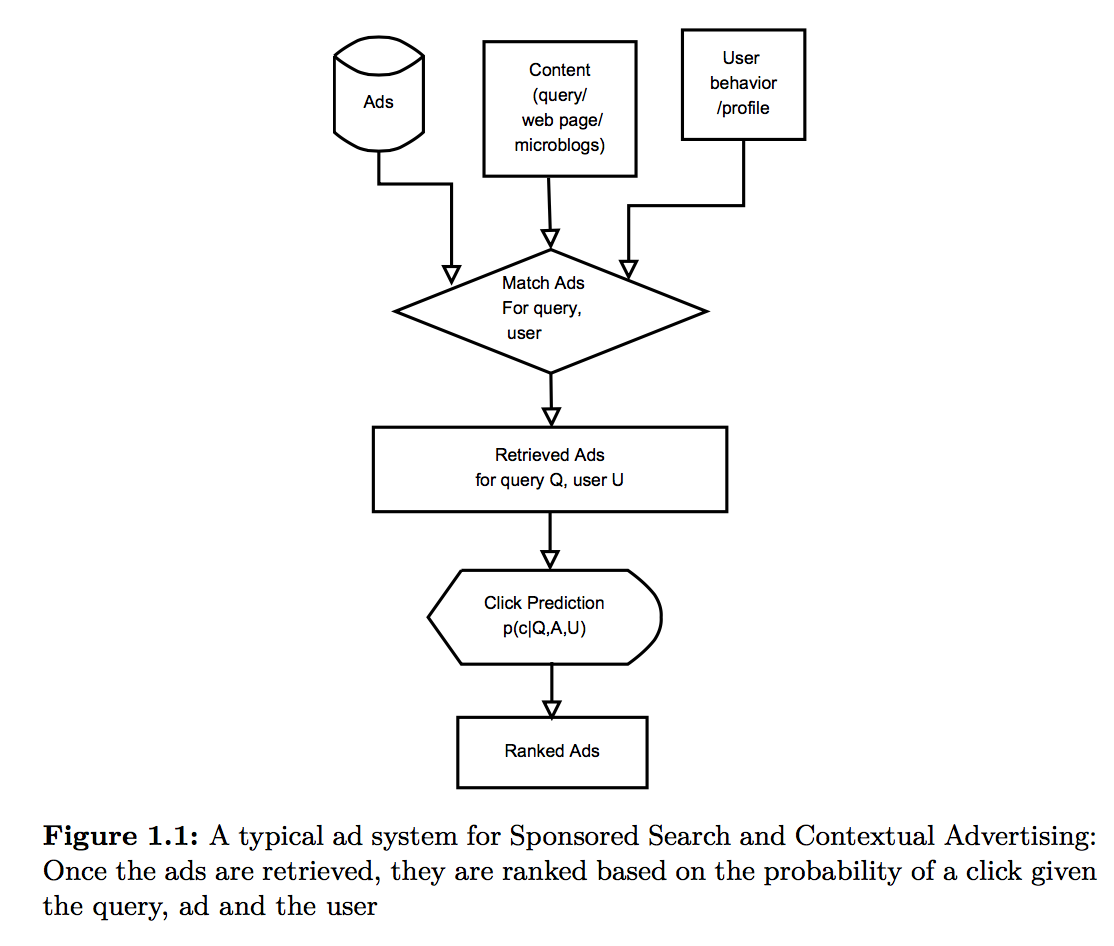 Ads
Content
(query/
web page/
microblogs)
User
behavior
/profile
Match Ads
For query,
user
Retrieved Ads
for query Q, user U
Click Prediction
p(c|Q,A,U)
Ranked Ads
Figure 1.1: A typical ad system for Sponsored Search and Contextual Advertising:
Once the ads are retrieved, they are ranked based on the probability of a click given
the query, ad and the user